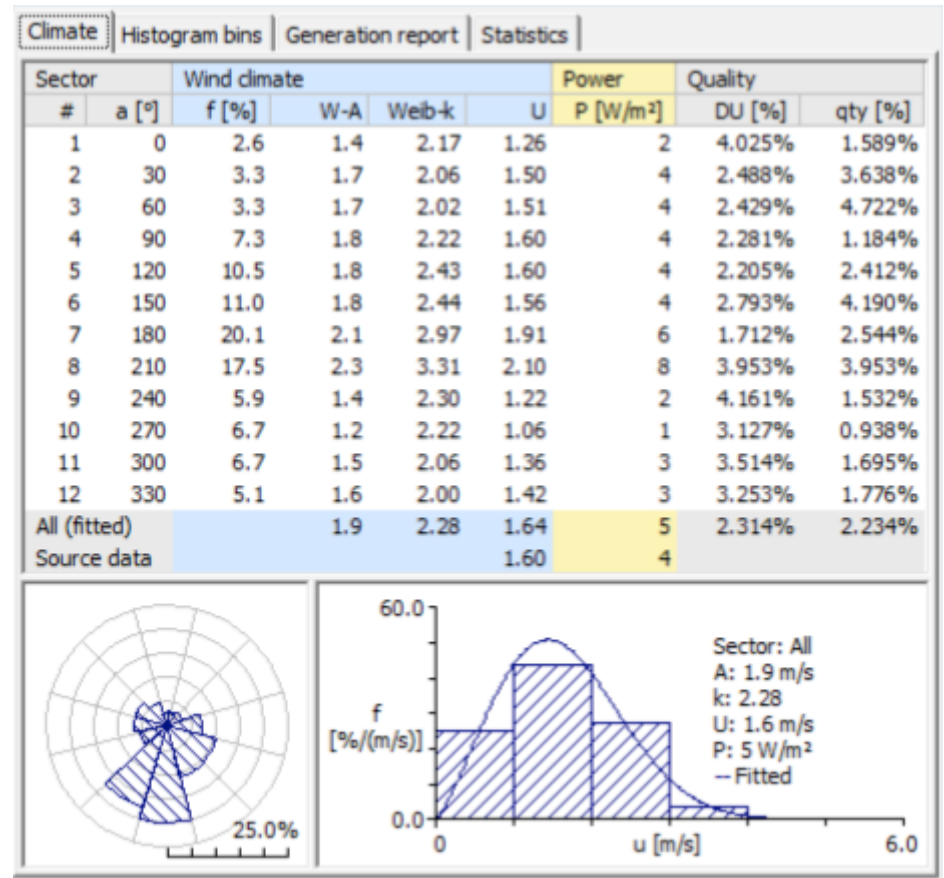 Climate Histogram bins Generation report Statistics
Sector Wind climate Power Quality
# a [º] f [%] W-A Weib-k U P [W/m²] DU [%] qty [%]
1 0 2.6 1.4 2.17 1.26 2 4.025% 1.589%
2 30 3.3 1.7 2.06 1.50 4 2.488% 3.638%
3 60 3.3 1.7 2.02 1.51 4 2.429% 4.722%
4 90 7.3 1.8 2.22 1.60 4 2.281% 1.184%
5 120 10.5 1.8 2.43 1.60 4 2.205% 2.412%
6 150 11.0 1.8 2.44 1.56 4 2.793% 4.190%
7 180 20.1 2.1 2.97 1.91 6 1.712% 2.544%
8 210 17.5 2.3 3.31 2.10 8 3.953% 3.953%
9 240 5.9 1.4 2.30 1.22 2 4.161% 1.532%
10 270 6.7 1.2 2.22 1.06 1 3.127% 0.938%
11 300 6.7 1.5 2.06 1.36 3 3.514% 1.695%
12 330 5.1 1.6 2.00 1.42 3 3.253% 1.776%
All (fitted) 1.9 2.28 1.64 5 2.314% 2.234%
Source data 1.60 4
25.0%
60.0
f
[%/(m/s)]
0.0
0 u [m/s] 6.0
Sector: All
A: 1.9 m/s
k: 2.28
U: 1.6 m/s
P: 5 W/m²
-- Fitted